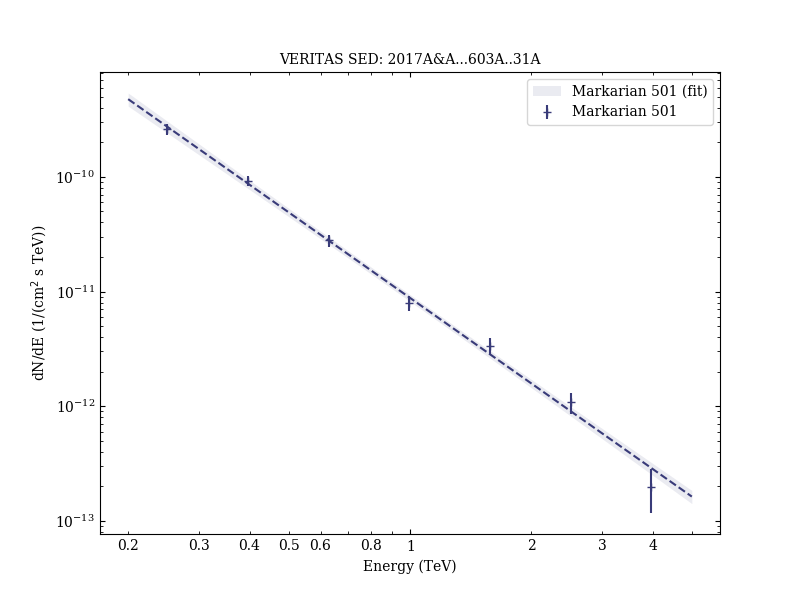 VERITAS SED: 2017A&A...603A..31A
Markarian 501 (fit)
Markarian 501
dN/dE (1/(cm² s TeV))
10⁻¹⁰
10⁻¹¹
10⁻¹²
10⁻¹³
0.2 0.3 0.4 0.5 0.6 0.8 1 2 3 4
Energy (TeV)